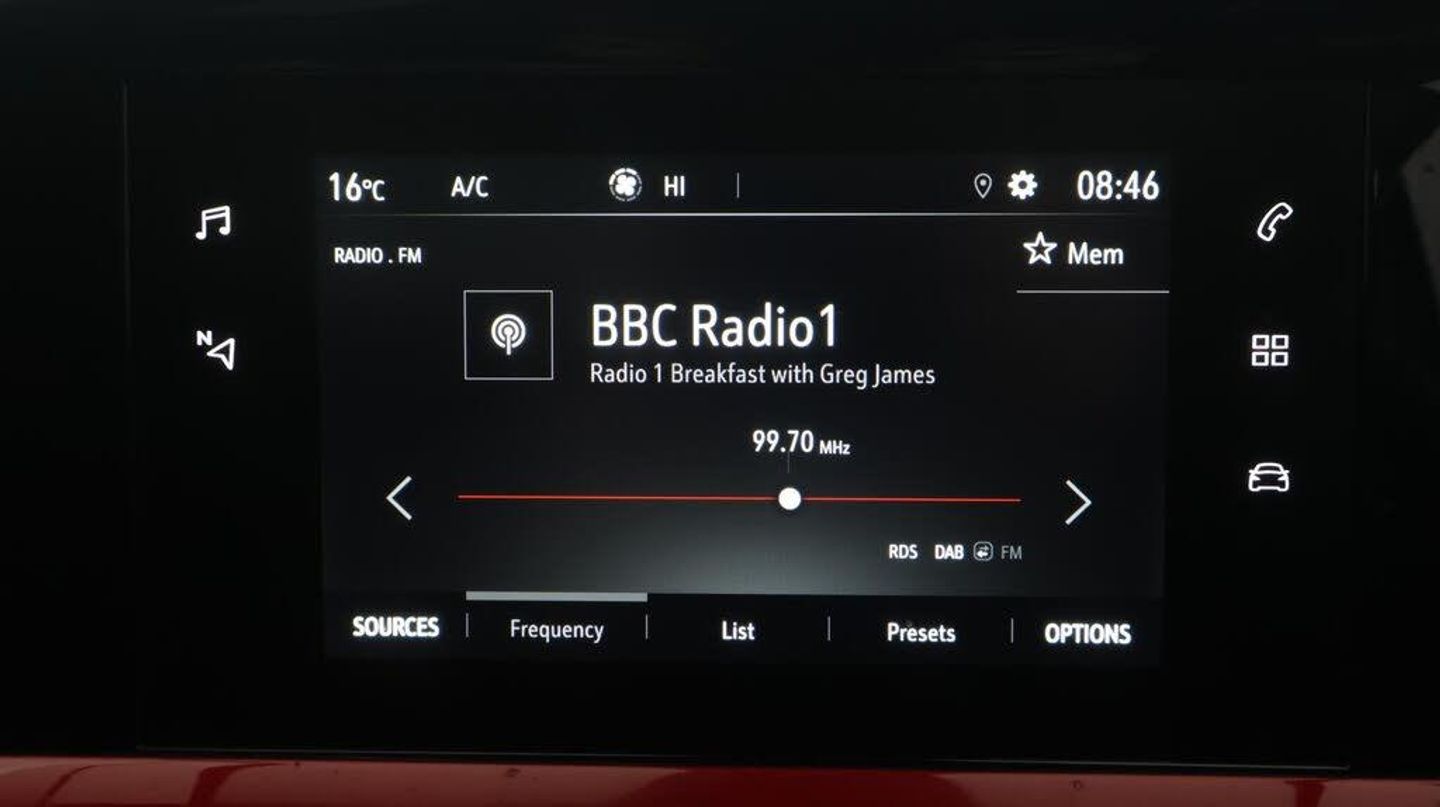 16°C A/C HI 08:46
RADIO . FM
Mem
BBC Radio1
Radio 1 Breakfast with Greg James
99.70 MHz
N
RDS DAB FM
SOURCES Frequency List Presets OPTIONS